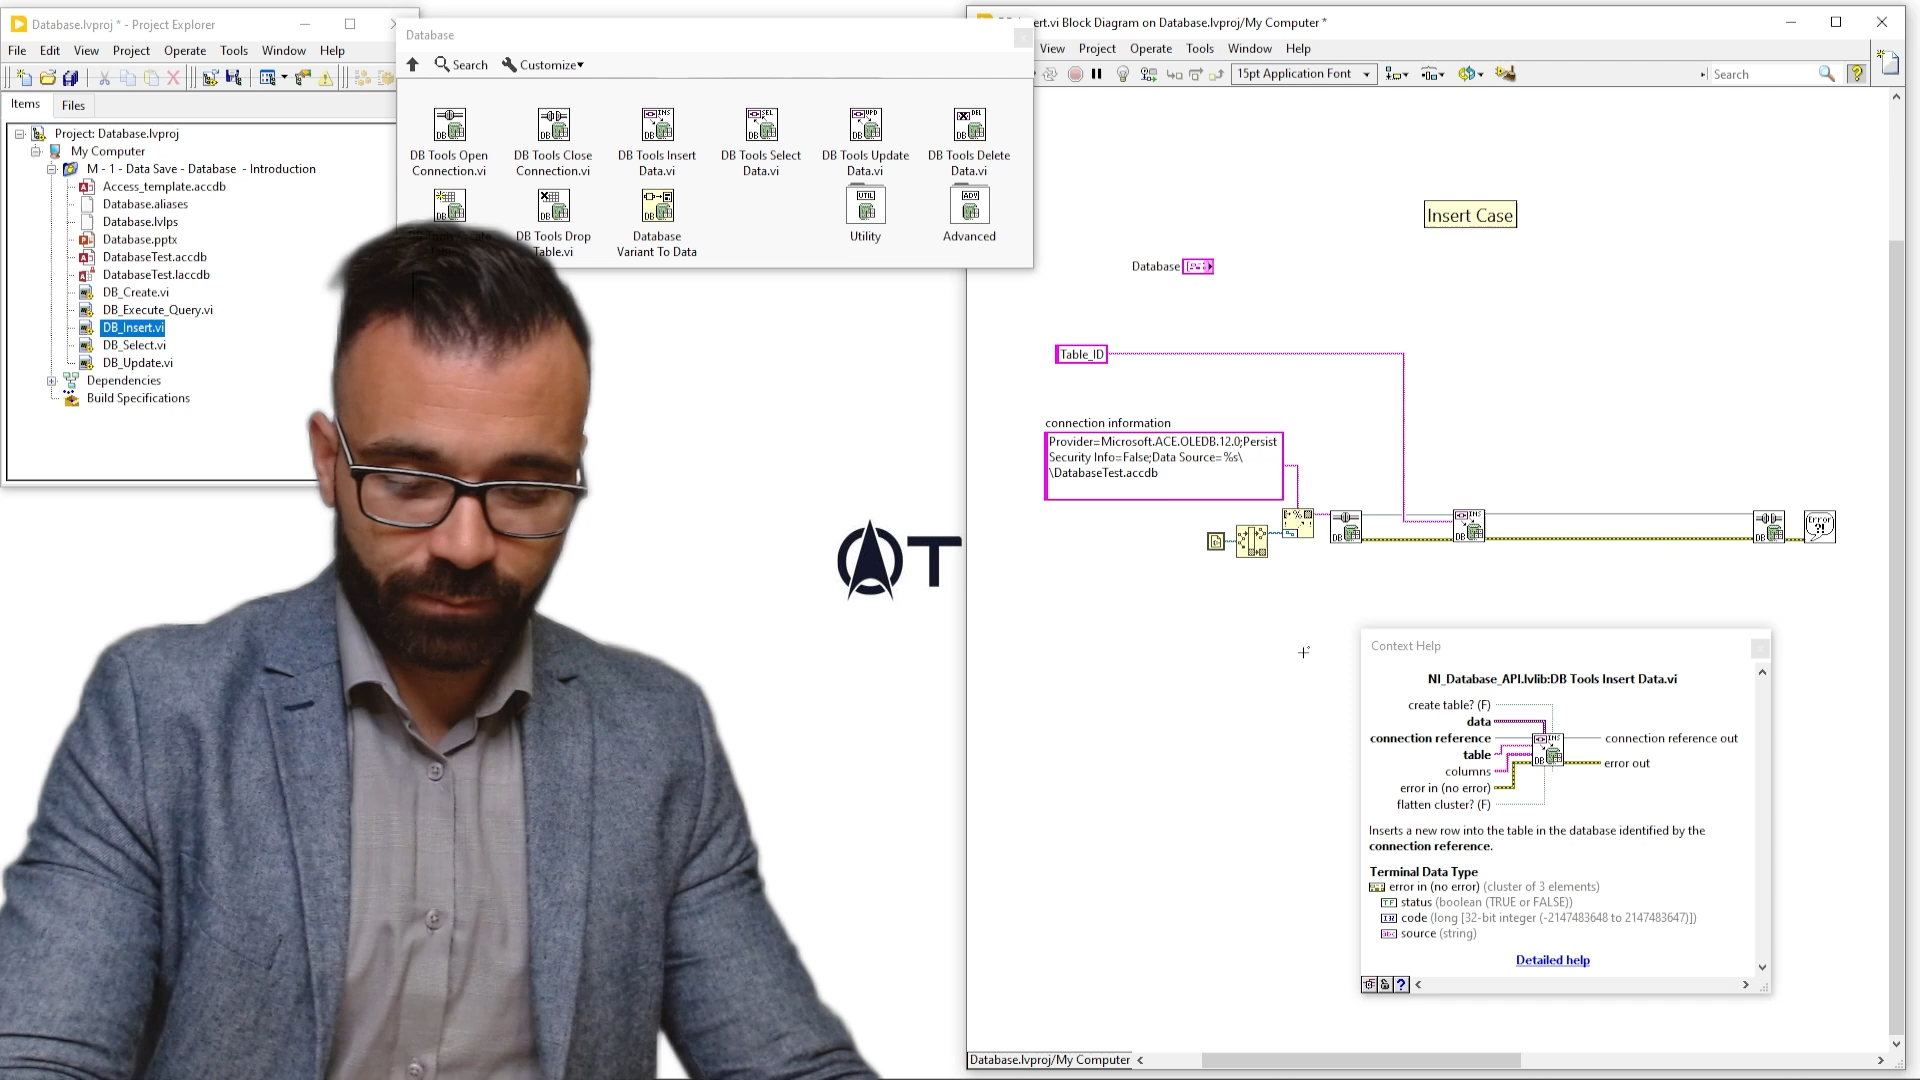 Database.lvproj * - Project Explorer
File Edit View Project Operate Tools Window Help
Items Files
Project: Database.lvproj
My Computer
M - 1 - Data Save - Database - Introduction
Access_template.accdb
Database.aliases
Database.lvlps
Database.pptx
DatabaseTest.accdb
DatabaseTest.laccdb
DB_Create.vi
DB_Execute_Query.vi
DB_Insert.vi
DB_Select.vi
DB_Update.vi
Dependencies
Build Specifications
Database
Search Customize
DB Tools Open Connection.vi
DB Tools Close Connection.vi
DB Tools Insert Data.vi
DB Tools Select Data.vi
DB Tools Update Data.vi
DB Tools Delete Data.vi
DB Tools Drop Table.vi
Database Variant To Data
Utility
Advanced
ert.vi Block Diagram on Database.lvproj/My Computer *
View Project Operate Tools Window Help
15pt Application Font
Search
Insert Case
Database
Table_ID
connection information
Provider=Microsoft.ACE.OLEDB.12.0;Persist
Security Info=False;Data Source=%s\
\DatabaseTest.accdb
Error
?!
T
Context Help
NI_Database_API.lvlib:DB Tools Insert Data.vi
create table? (F)
data
connection reference
table
columns
error in (no error)
flatten cluster? (F)
connection reference out
error out
Inserts a new row into the table in the database identified by the
connection reference.
Terminal Data Type
error in (no error) (cluster of 3 elements)
status (boolean (TRUE or FALSE))
code (long [32-bit integer (-2147483648 to 2147483647)])
source (string)
Detailed help
Database.lvproj/My Computer